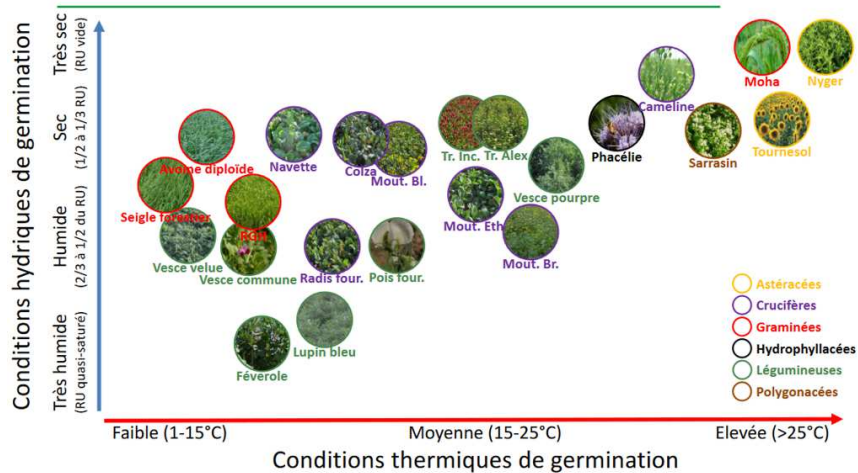 Conditions hydriques de germination
Très sec
(RU vide)
Sec
(1/2 à 1/3 RU)
Humide
(2/3 à 1/2 du RU)
Très humide
(RU quasi-saturé)
Moha
Nyger
Cameline
Avoine diploïde
Navette
Colza
Mout. Bl.
Tr. Inc.
Tr. Alex
Phacélie
Sarrasin
Tournesol
Seigle forestier
RGH
Vesce pourpre
Mout. Eth
Vesce velue
Vesce commune
Radis four.
Pois four.
Mout. Br.
Lupin bleu
Féverole
Astéracées
Crucifères
Graminées
Hydrophyllacées
Légumineuses
Polygonacées
Faible (1-15°C)
Moyenne (15-25°C)
Elevée (>25°C)
Conditions thermiques de germination